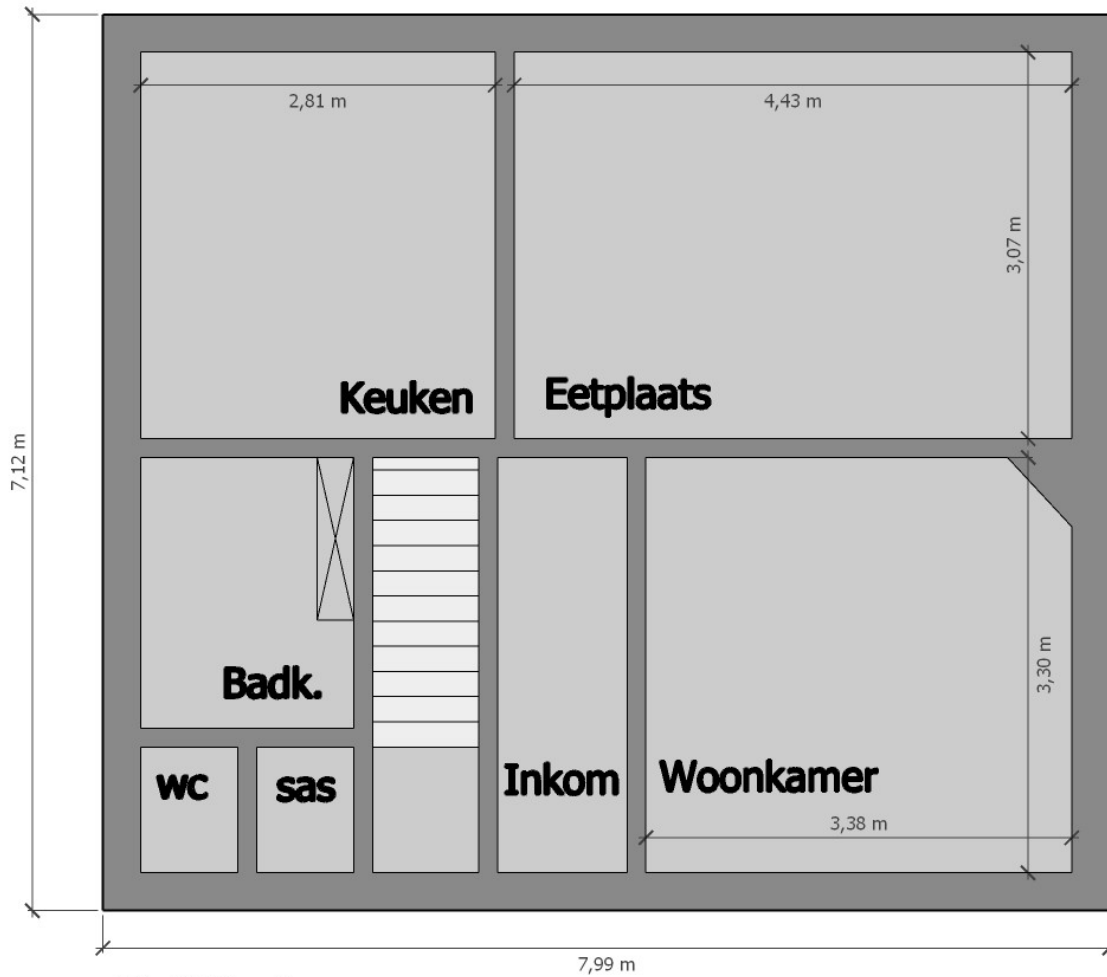 2,81 m
4,43 m
3,07 m
Keuken
Eetplaats
7,12 m
Badk.
3,30 m
wc
sas
Inkom
Woonkamer
3,38 m
7,99 m